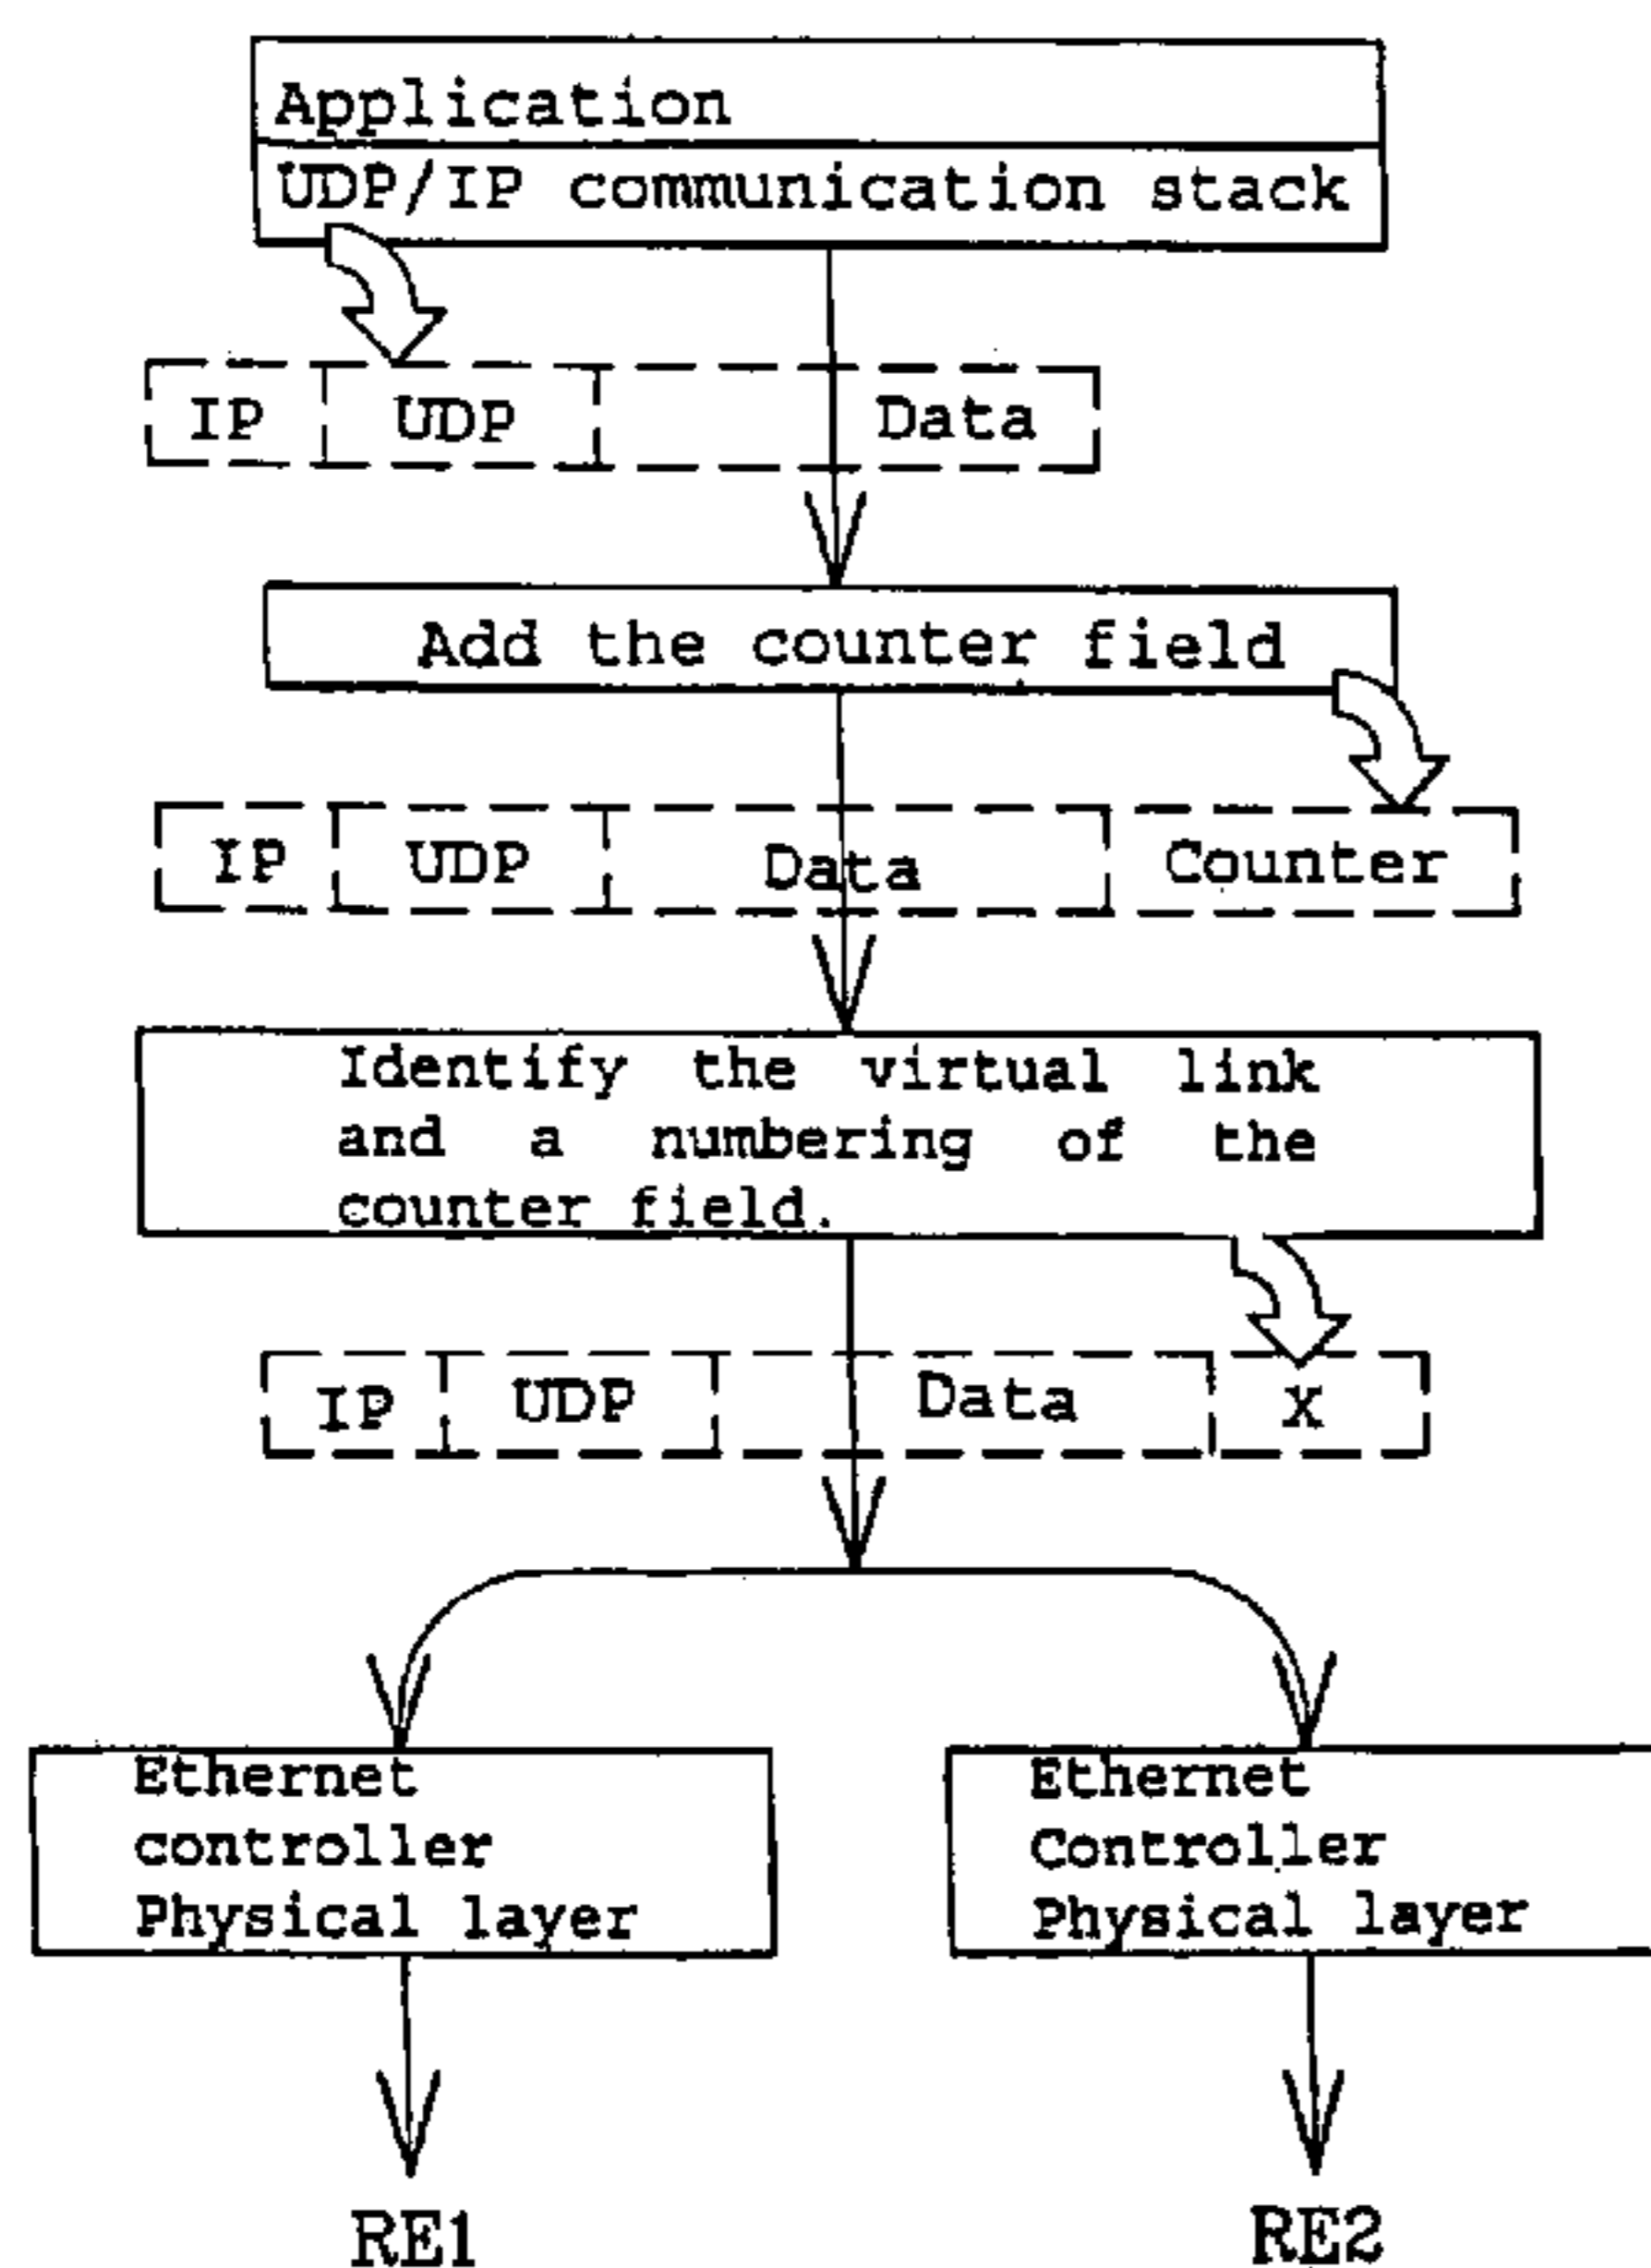 Application
UDP/IP communication stack
IP UDP Data
Add the counter field
IP UDP Data Counter
Identify the virtual link
and a numbering of the
counter field.
IP UDP Data X
Ethernet
controller
Physical layer
Ethernet
Controller
Physical layer
RE1 RE2